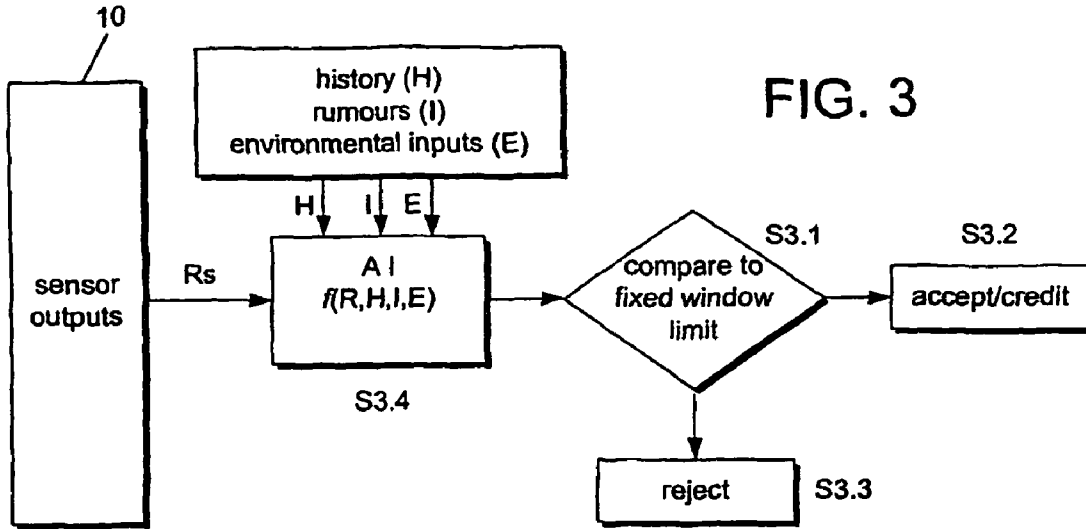 10
history (H)
rumours (I)
environmental inputs (E)
FIG. 3
H I E
sensor
outputs
Rs
A I
f(R,H,I,E)
S3.4
compare to
fixed window
limit
S3.1
S3.2
accept/credit
reject
S3.3